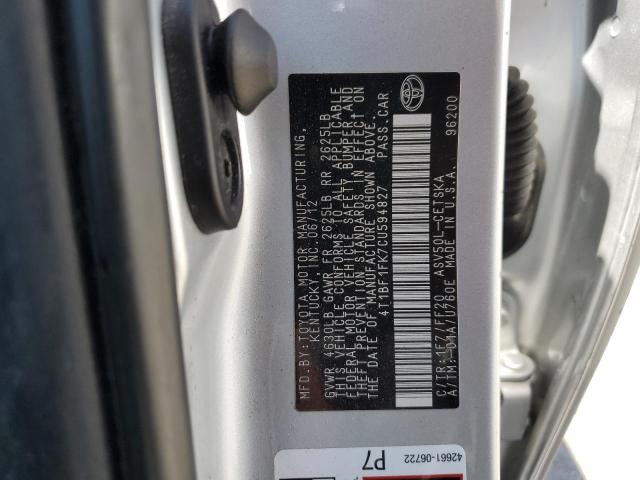 MFD.BY:TOYOTA MOTOR MANUFACTURING,
KENTUCKY, INC. 06/12
GVWR 4630LB GAWR FR 2625LB RR 2625LB
THIS VEHICLE CONFORMS TO ALL APPLICABLE
FEDERAL MOTOR VEHICLE SAFETY, BUMPER, AND
THEFT PREVENTION STANDARDS IN EFFECT ON
THE DATE OF MANUFACTURE SHOWN ABOVE.
4T1BF1FK7CU594827 PASS.CAR
C/TR:1F7/FF20 ASV50L-CETSKA
A/TM:-01A/U760E MADE IN U.S.A. 96200
42661-06722
P7